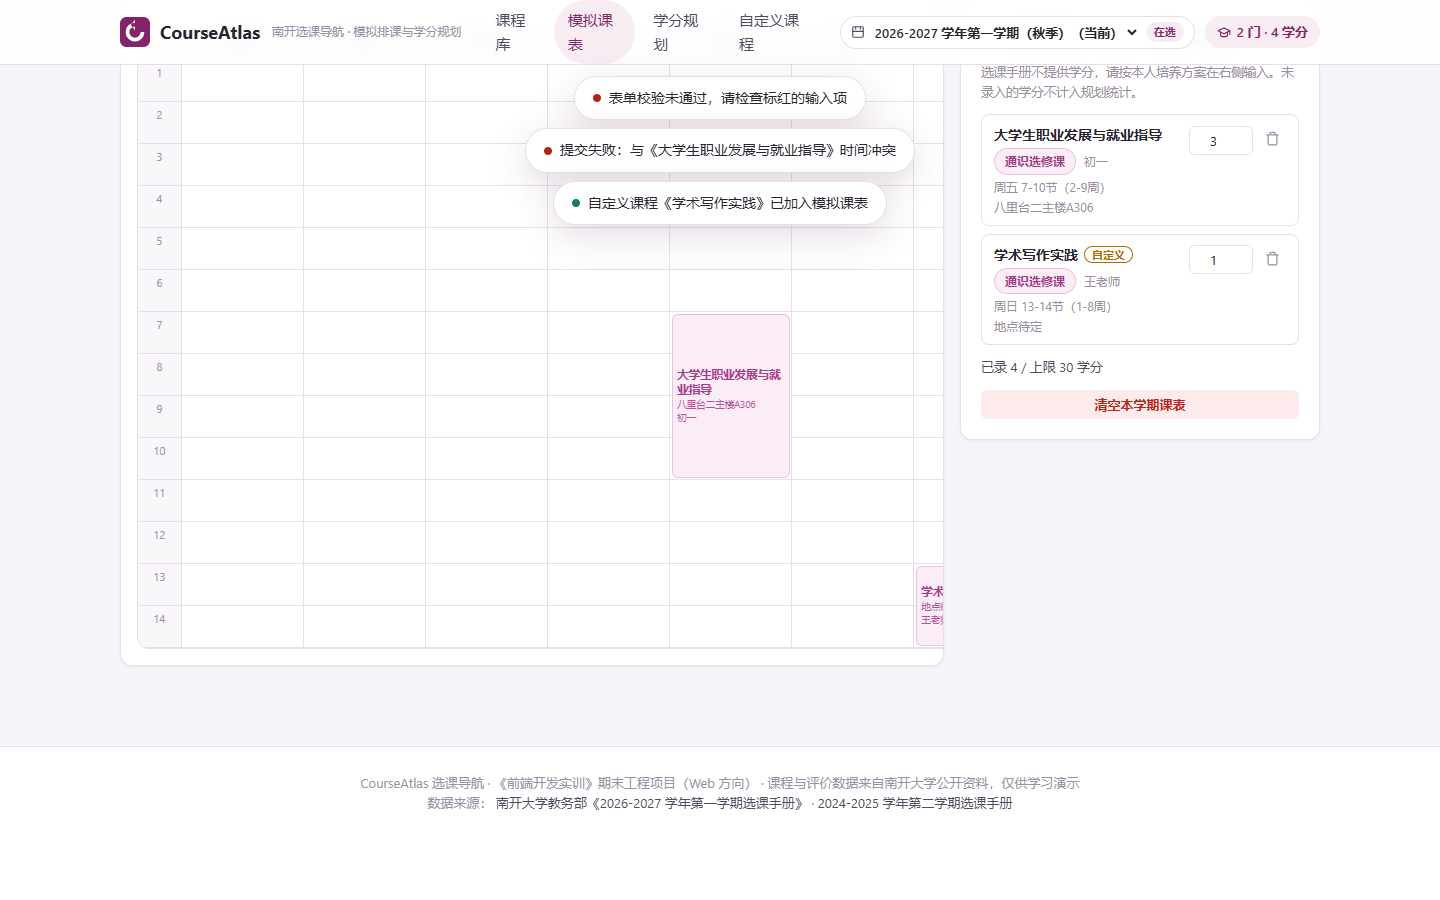 CourseAtlas 南开选课导航 · 模拟排课与学分规划
课程库
模拟课表
学分规划
自定义课程
2026-2027 学年第一学期（秋季）（当前） 在选
2 门 · 4 学分
表单校验未通过，请检查标红的输入项
提交失败：与《大学生职业发展与就业指导》时间冲突
自定义课程《学术写作实践》已加入模拟课表
1
2
3
4
5
6
7
8
9
10
11
12
13
14
大学生职业发展与就
业指导
八里台二主楼A306
初一
学术
地点
王老
选课手册不提供学分，请按本人培养方案在右侧输入。未
录入的学分不计入规划统计。
大学生职业发展与就业指导 3
通识选修课 初一
周五 7-10节（2-9周）
八里台二主楼A306
学术写作实践 自定义 1
通识选修课 王老师
周日 13-14节（1-8周）
地点待定
已录 4 / 上限 30 学分
清空本学期课表
CourseAtlas 选课导航 · 《前端开发实训》期末工程项目（Web 方向） · 课程与评价数据来自南开大学公开资料，仅供学习演示
数据来源： 南开大学教务部《2026-2027 学年第一学期选课手册》 · 2024-2025 学年第二学期选课手册